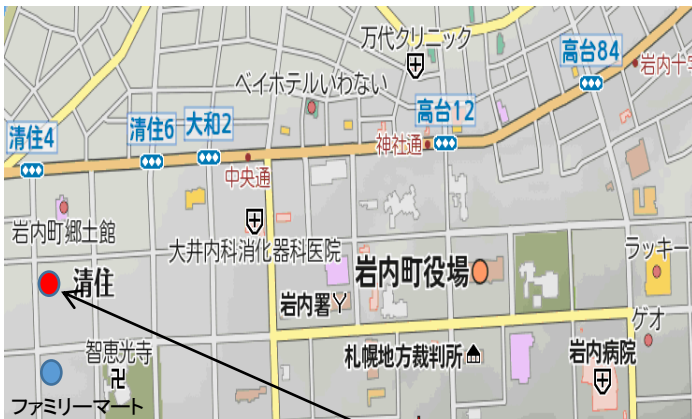 万代クリニック
高台84
岩内十字
ベイホテルいわない
清住4
清住6
大和2
高台12
神社通
中央通
岩内町郷土館
大井内科消化器科医院
清住
岩内町役場
ラッキー
岩内署
ゲオ
智恵光寺
札幌地方裁判所
岩内病院
ファミリーマート